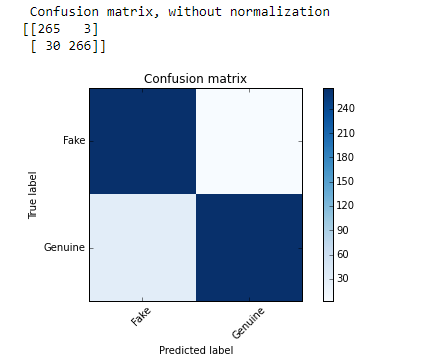 Confusion matrix, without normalization
[[265   3]
 [ 30 266]]
Confusion matrix
Fake
Genuine
True label
Fake
Genuine
Predicted label
240
210
180
150
120
90
60
30